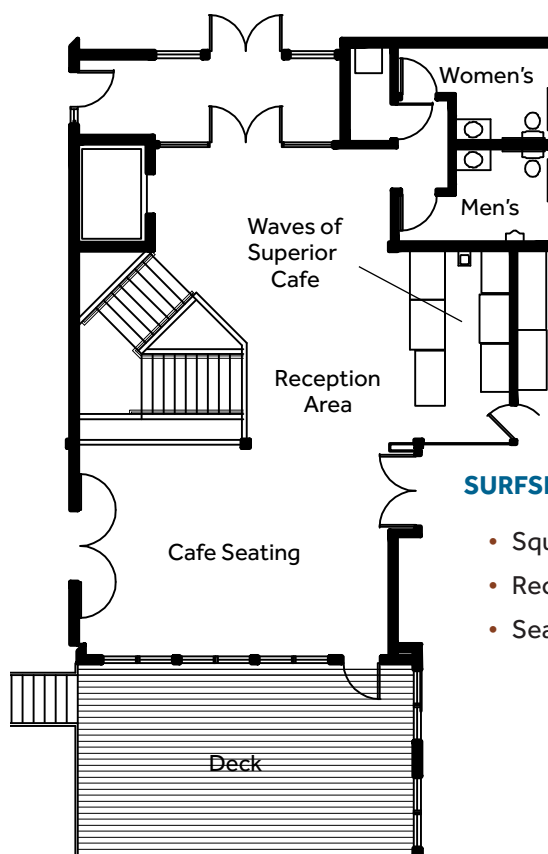 Women's
Men's
Waves of
Superior
Cafe
Reception
Area
Cafe Seating
Deck